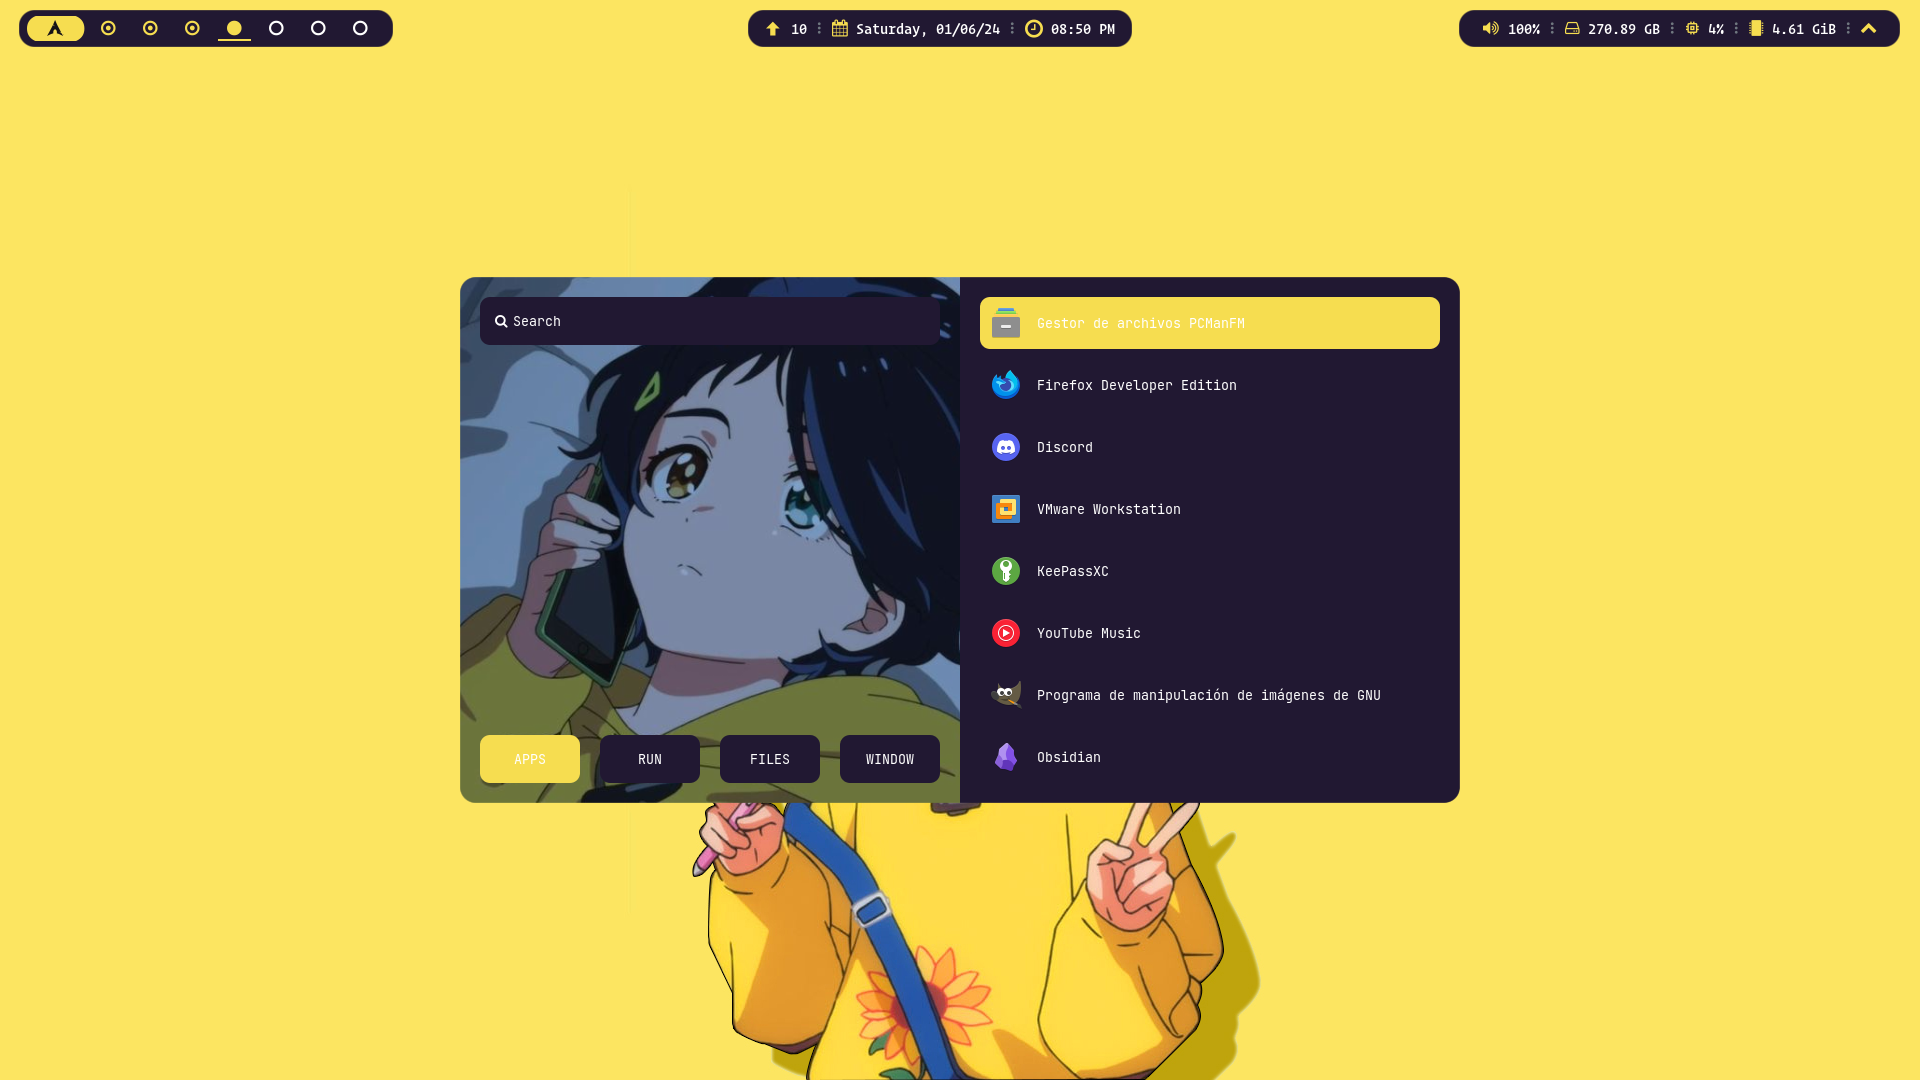 10 Saturday, 01/06/24 08:50 PM
100% 270.89 GB 4% 4.61 GiB
Search
APPS RUN FILES WINDOW
Gestor de archivos PCManFM
Firefox Developer Edition
Discord
VMware Workstation
KeePassXC
YouTube Music
Programa de manipulación de imágenes de GNU
Obsidian